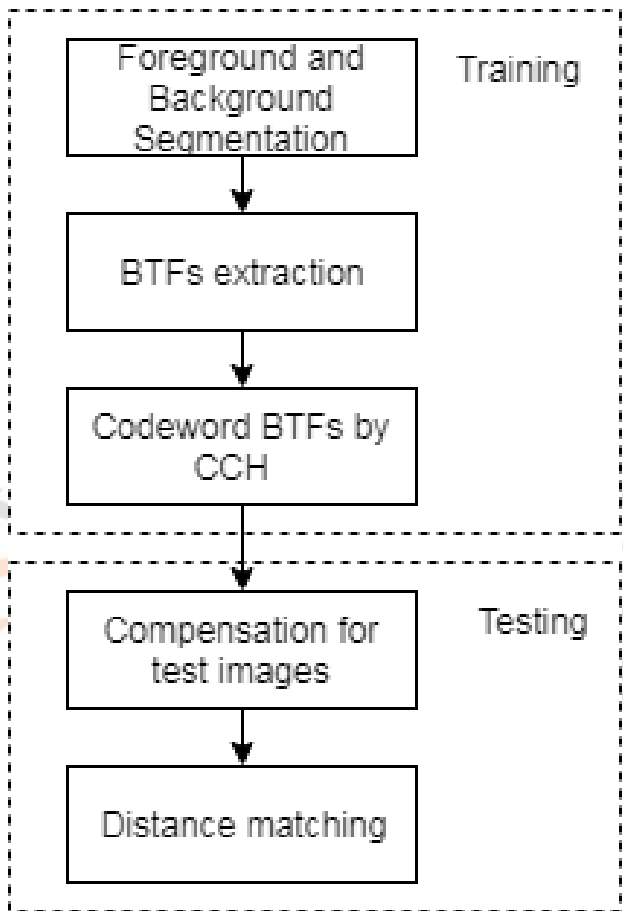 Foreground and
Background
Segmentation
Training
BTFs extraction
Codeword BTFs by
CCH
Compensation for
test images
Testing
Distance matching